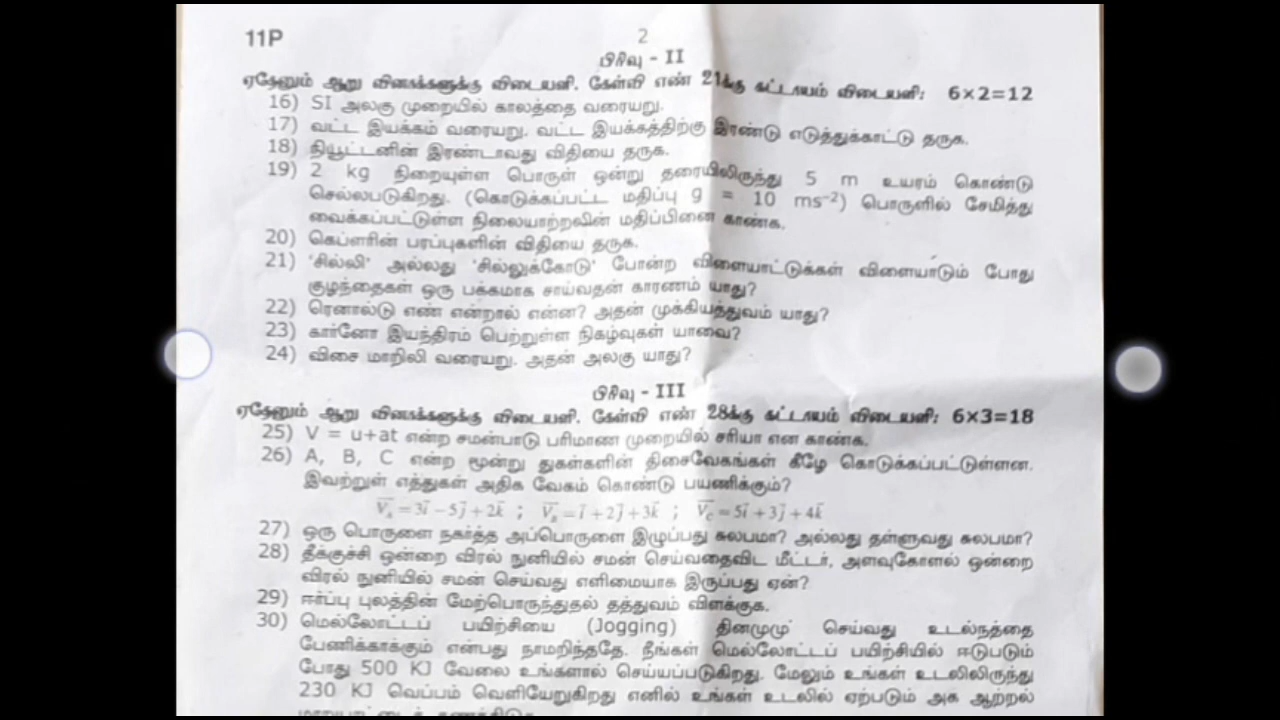 11P
2
பிரிவு - II
ஏதேனும் ஆறு வினாக்களுக்கு விடையளி. கேள்வி எண் 21க்கு கட்டாயம் விடையளி: 6×2=12
16) SI அலகு முறையில் காலத்தை வரையறு.
17) வட்ட இயக்கம் வரையறு. வட்ட இயக்கத்திற்கு இரண்டு எடுத்துக்காட்டு தருக.
18) நியூட்டனின் இரண்டாவது விதியை தருக.
19) 2 kg நிறையுள்ள பொருள் ஒன்று தரையிலிருந்து 5 m உயரம் கொண்டு
செல்லபடுகிறது. (கொடுக்கப்பட்ட மதிப்பு g = 10 ms⁻²) பொருளில் சேமித்து
வைக்கப்பட்டுள்ள நிலையாற்றலின் மதிப்பினை காண்க.
20) கெப்ளரின் பரப்புகளின் விதியை தருக.
21) 'சில்லி' அல்லது 'சில்லுக்கோடு' போன்ற விளையாட்டுக்கள் விளையாடும் போது
குழந்தைகள் ஒரு பக்கமாக சாய்வதன் காரணம் யாது?
22) ரெனால்டு எண் என்றால் என்ன? அதன் முக்கியத்துவம் யாது?
23) கார்னோ இயந்திரம் பெற்றுள்ள நிகழ்வுகள் யாவை?
24) விசை மாறிலி வரையறு. அதன் அலகு யாது?
பிரிவு - III
ஏதேனும் ஆறு வினாக்களுக்கு விடையளி. கேள்வி எண் 28க்கு கட்டாயம் விடையளி: 6×3=18
25) V = u+at என்ற சமன்பாடு பரிமாண முறையில் சரியா என காண்க.
26) A, B, C என்ற மூன்று துகள்களின் திசைவேகங்கள் கீழே கொடுக்கப்பட்டுள்ளன.
இவற்றுள் எத்துகள் அதிக வேகம் கொண்டு பயணிக்கும்?
V⃗ₐ = 3i⃗ − 5j⃗ + 2k⃗ ; V⃗ᵦ = i⃗ + 2j⃗ + 3k⃗ ; V⃗c = 5i⃗ + 3j⃗ + 4k⃗
27) ஒரு பொருளை நகர்த்த அப்பொருளை இழுப்பது சுலபமா? அல்லது தள்ளுவது சுலபமா?
28) தீக்குச்சி ஒன்றை விரல் நுனியில் சமன் செய்வதைவிட மீட்டர், அளவுகோளல் ஒன்றை
விரல் நுனியில் சமன் செய்வது எளிமையாக இருப்பது ஏன்?
29) ஈர்ப்பு புலத்தின் மேற்பொருந்துதல் தத்துவம் விளக்குக.
30) மெல்லோட்டப் பயிற்சியை (Jogging) தினமுமு் செய்வது உடல்நத்தை
பேணிக்காக்கும் என்பது நாமறிந்ததே. நீங்கள் மெல்லோட்டப் பயிற்சியில் ஈடுபடும்
போது 500 KJ வேலை உங்களால் செய்யப்படுகிறது. மேலும் உங்கள் உடலிலிருந்து
230 KJ வெப்பம் வெளியேறுகிறது எனில் உங்கள் உடலில் ஏற்படும் அக ஆற்றல்